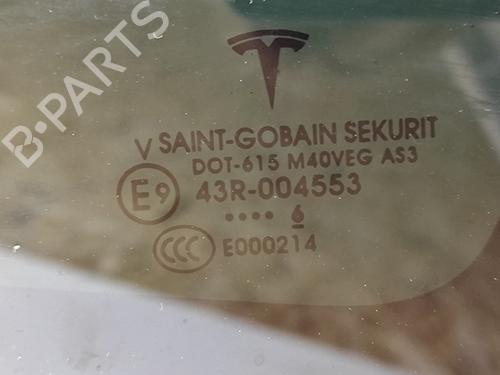 B-PARTS
V SAINT-GOBAIN SEKURIT
DOT-615 M40VEG AS3
E9 43R-004553
.... 6
CCC E000214